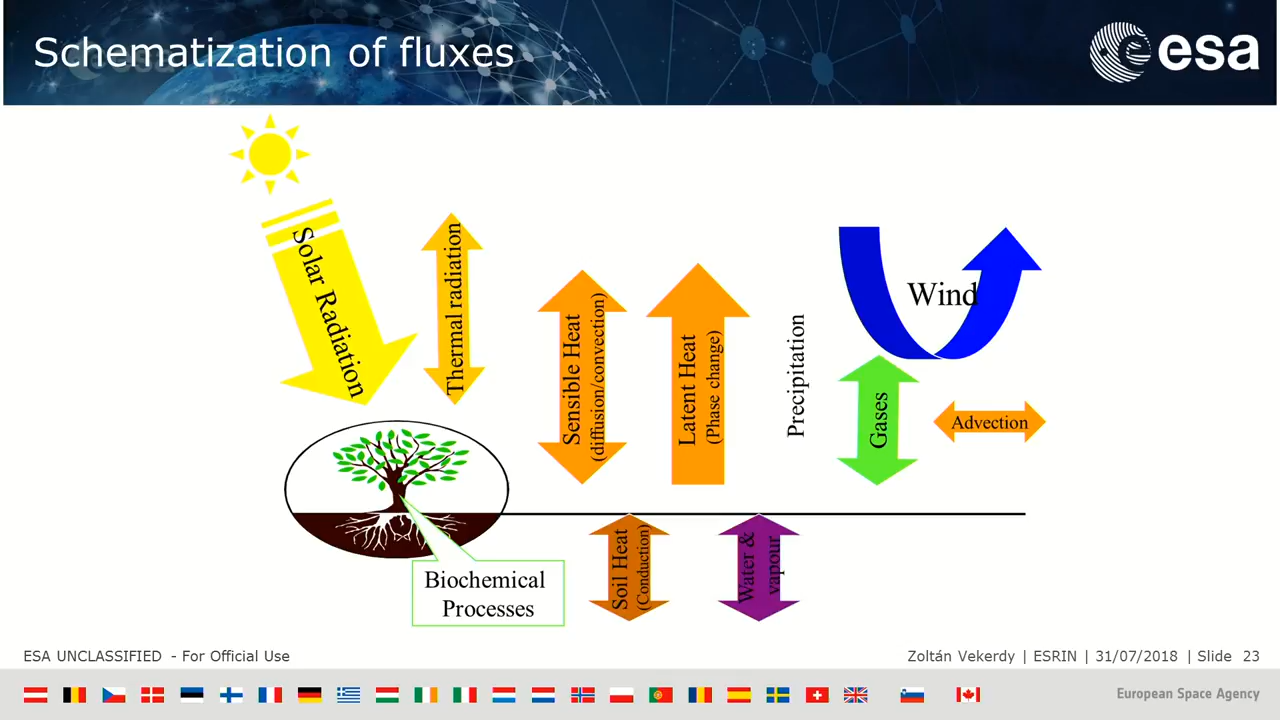 Schematization of fluxes
esa
Solar Radiation
Thermal radiation
Sensible Heat
(diffusion/convection)
Latent Heat
(Phase change)
Precipitation
Wind
Gases
Advection
Soil Heat
(Conduction)
Water &
vapour
Biochemical
Processes
ESA UNCLASSIFIED - For Official Use
Zoltán Vekerdy | ESRIN | 31/07/2018 | Slide 23
European Space Agency